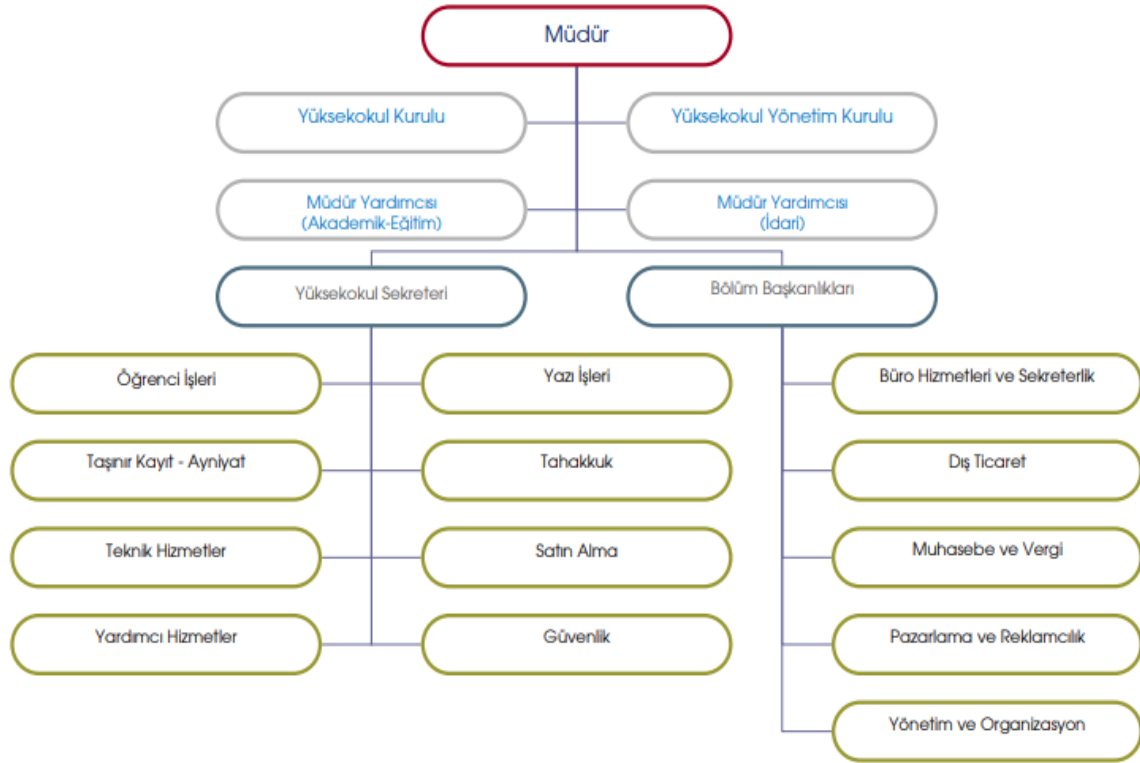 Müdür
Yüksekokul Kurulu
Yüksekokul Yönetim Kurulu
Müdür Yardımcısı
(Akademik-Eğitim)
Müdür Yardımcısı
(İdari)
Yüksekokul Sekreteri
Bölüm Başkanlıkları
Öğrenci İşleri
Yazı İşleri
Büro Hizmetleri ve Sekreterlik
Taşınır Kayıt - Ayniyat
Tahakkuk
Dış Ticaret
Teknik Hizmetler
Satın Alma
Muhasebe ve Vergi
Yardımcı Hizmetler
Güvenlik
Pazarlama ve Reklamcılık
Yönetim ve Organizasyon